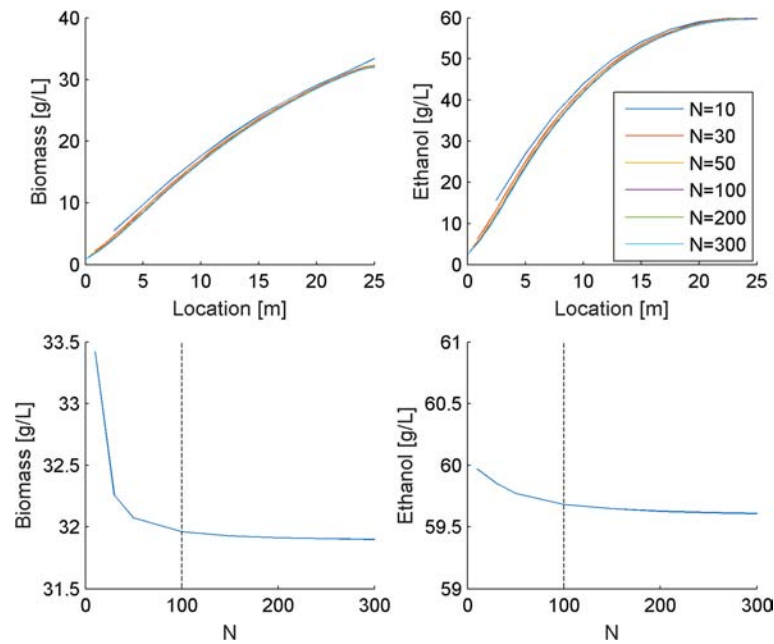 40
30
20
10
0
Biomass [g/L]
0 5 10 15 20 25
Location [m]
60
50
40
30
20
10
0
Ethanol [g/L]
0 5 10 15 20 25
Location [m]
N=10
N=30
N=50
N=100
N=200
N=300
33.5
33
32.5
32
31.5
Biomass [g/L]
0 100 200 300
N
61
60.5
60
59.5
59
Ethanol [g/L]
0 100 200 300
N